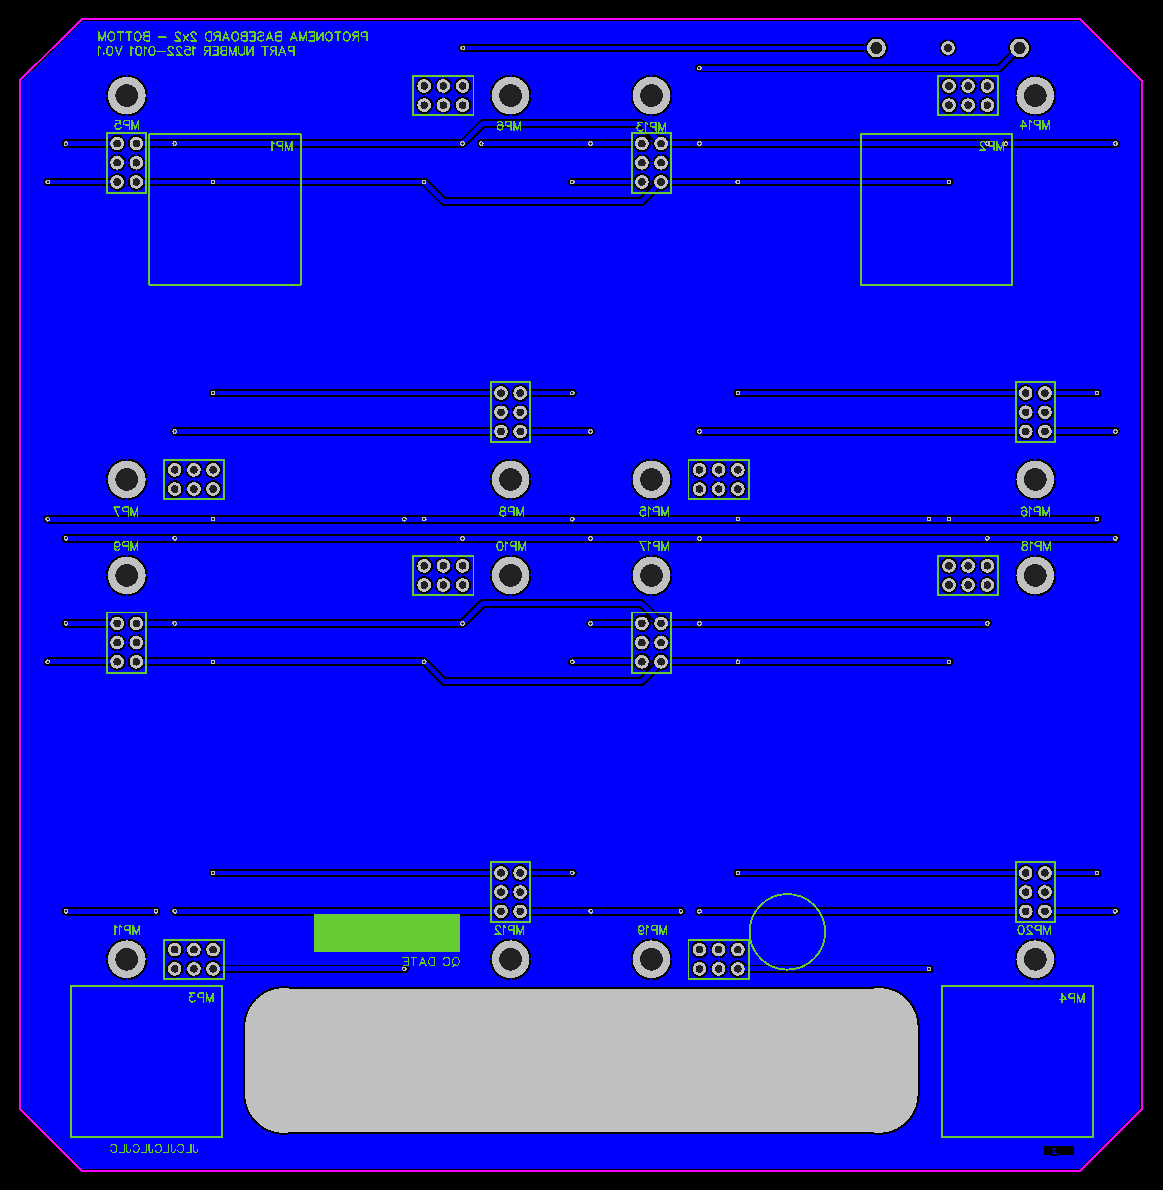 PROTONEMA BASEBOARD 2x2 - BOTTOM
PART NUMBER 1522-0101 V0.1
MP5
MP6
MP13
MP14
MP1
MP2
MP7
MP8
MP15
MP16
MP9
MP10
MP17
MP18
MP11
MP12
MP19
MP20
QC DATE
MP3
MP4
JLCJLCJLCJLC